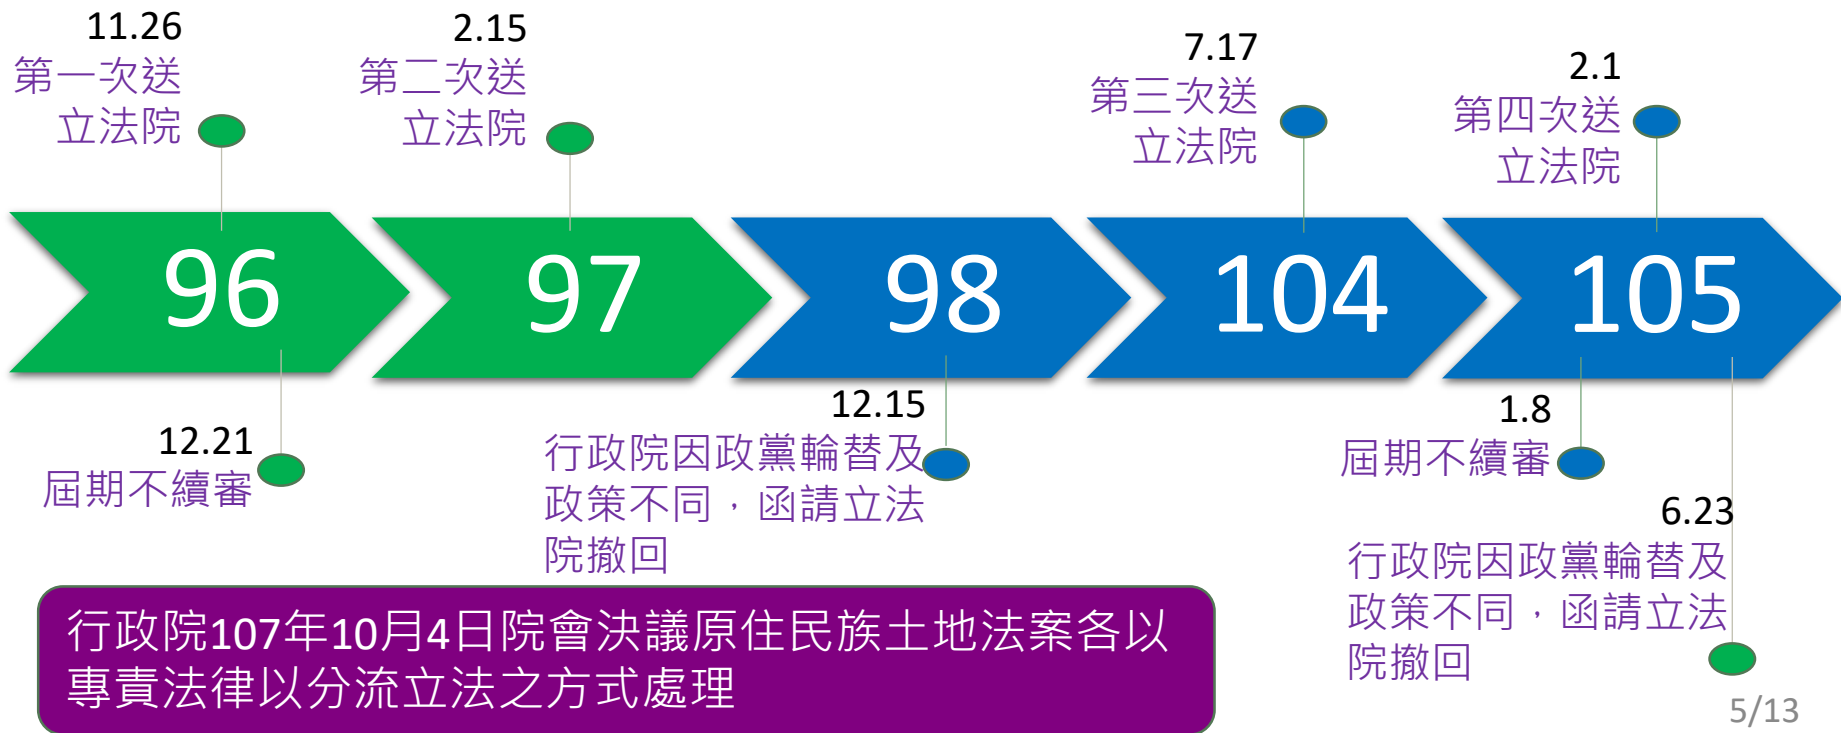 11.26
第一次送
立法院
2.15
第二次送
立法院
7.17
第三次送
立法院
2.1
第四次送
立法院
96
97
98
104
105
12.21
屆期不續審
12.15
行政院因政黨輪替及
政策不同，函請立法
院撤回
1.8
屆期不續審
6.23
行政院因政黨輪替及
政策不同，函請立法
院撤回
行政院107年10月4日院會決議原住民族土地法案各以
專責法律以分流立法之方式處理
5/13